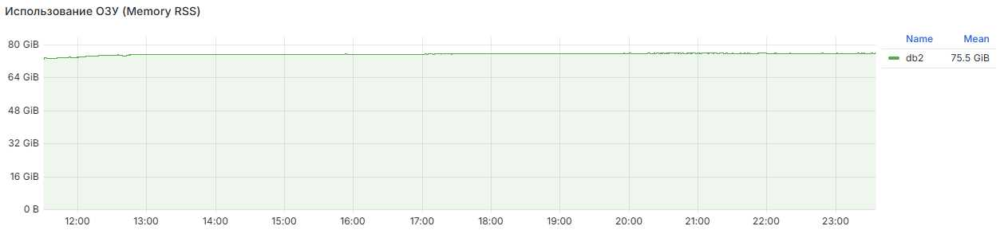 Использование ОЗУ (Memory RSS)
Name Mean
db2 75.5 GiB
80 GiB
64 GiB
48 GiB
32 GiB
16 GiB
0 B
12:00 13:00 14:00 15:00 16:00 17:00 18:00 19:00 20:00 21:00 22:00 23:00